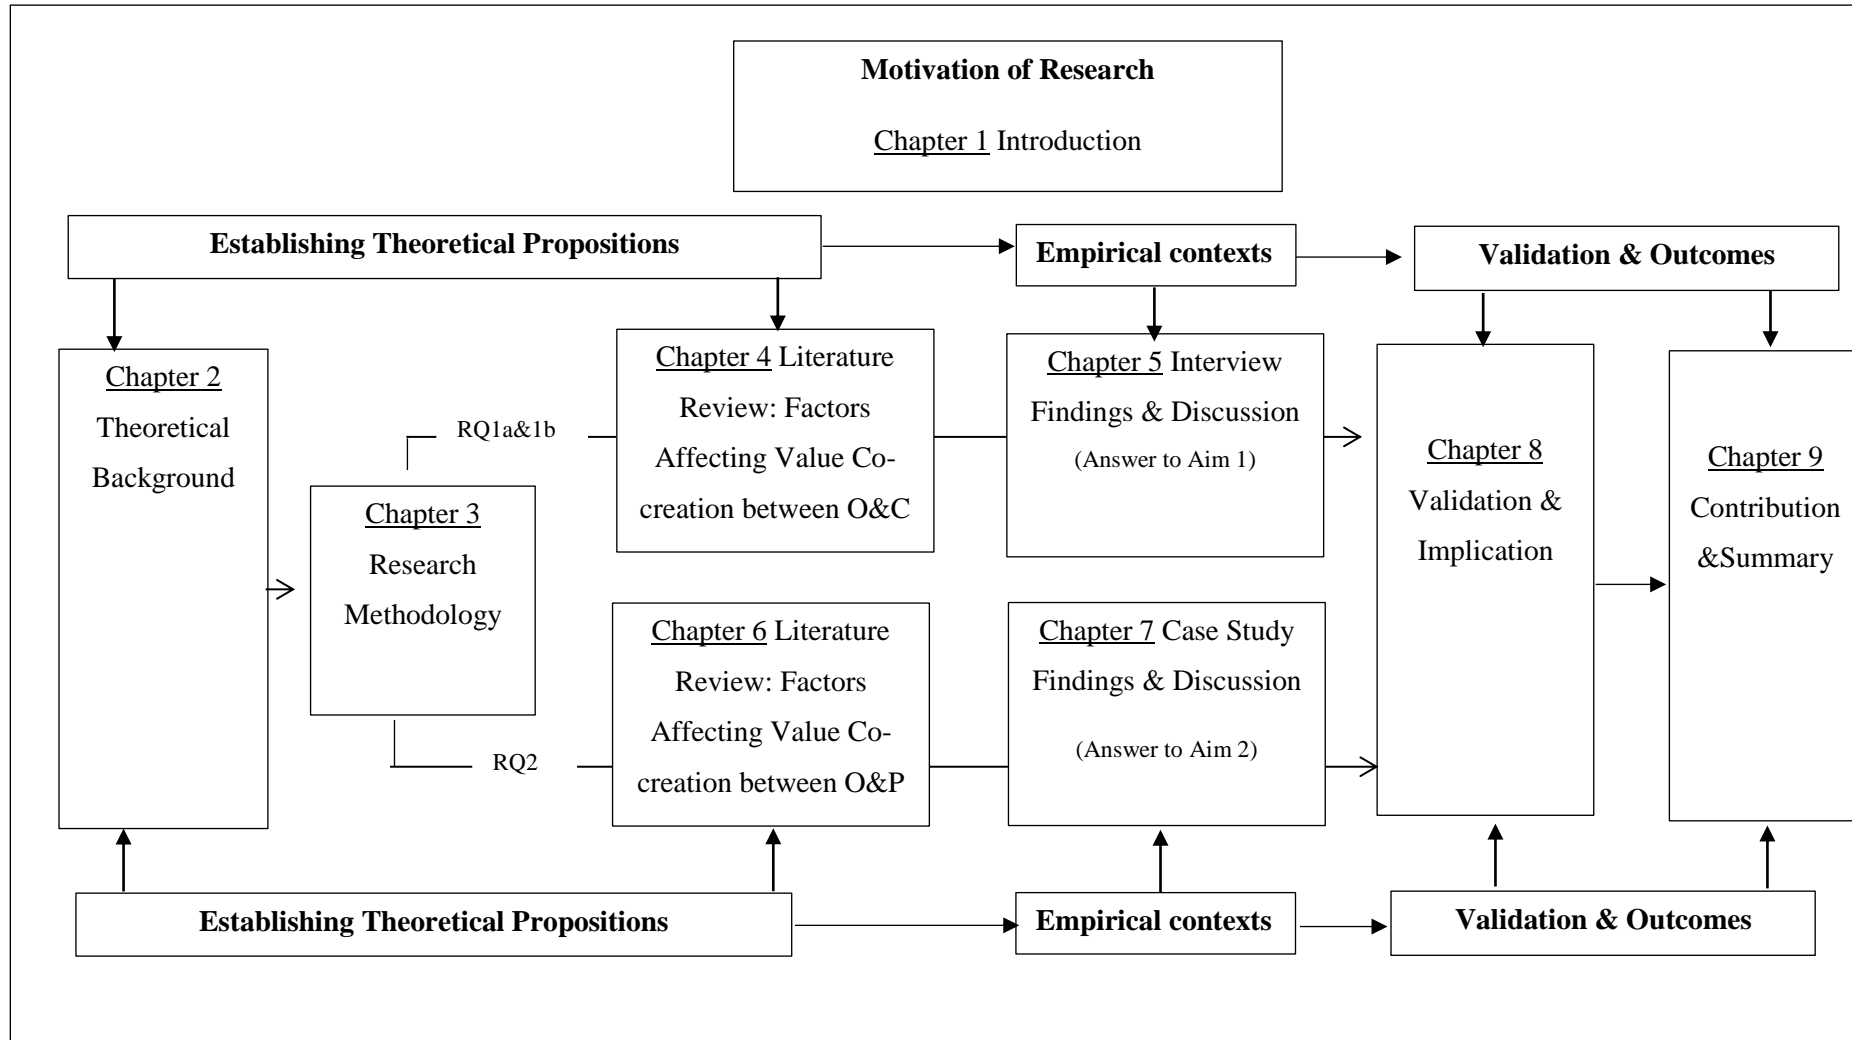 Motivation of Research
Chapter 1 Introduction
Establishing Theoretical Propositions
Empirical contexts
Validation & Outcomes
Chapter 2
Theoretical
Background
Chapter 3
Research
Methodology
RQ1a&1b
RQ2
Chapter 4 Literature
Review: Factors
Affecting Value Co-
creation between O&C
Chapter 5 Interview
Findings & Discussion
(Answer to Aim 1)
Chapter 6 Literature
Review: Factors
Affecting Value Co-
creation between O&P
Chapter 7 Case Study
Findings & Discussion
(Answer to Aim 2)
Chapter 8
Validation &
Implication
Chapter 9
Contribution
&Summary
Establishing Theoretical Propositions
Empirical contexts
Validation & Outcomes